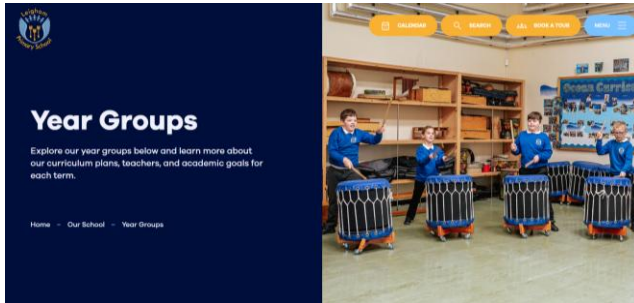 Leigham
Primary School
CALENDAR
SEARCH
BOOK A TOUR
MENU
Ocean Curric
Year Groups
Explore our year groups below and learn more about
our curriculum plans, teachers, and academic goals for
each term.
Home – Our School – Year Groups